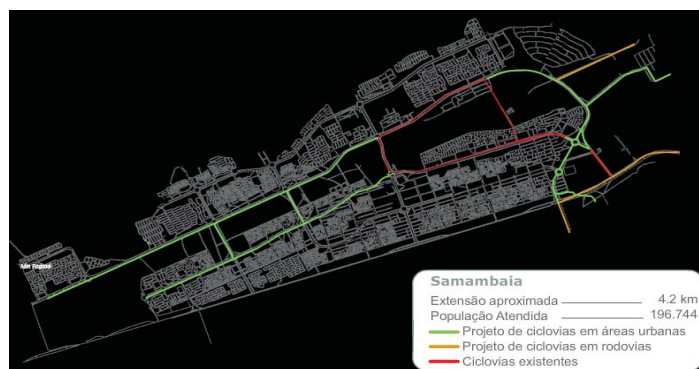 Samambaia
Extensão aproximada 4.2 km
População Atendida 196.744
Projeto de ciclovias em áreas urbanas
Projeto de ciclovias em rodovias
Ciclovias existentes